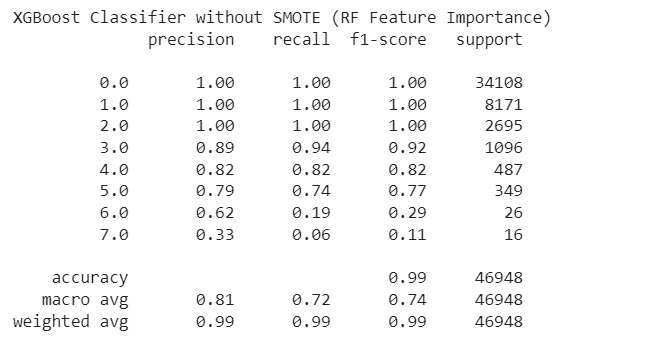 XGBoost Classifier without SMOTE (RF Feature Importance)
precision recall f1-score support
0.0 1.00 1.00 1.00 34108
1.0 1.00 1.00 1.00 8171
2.0 1.00 1.00 1.00 2695
3.0 0.89 0.94 0.92 1096
4.0 0.82 0.82 0.82 487
5.0 0.79 0.74 0.77 349
6.0 0.62 0.19 0.29 26
7.0 0.33 0.06 0.11 16
accuracy 0.99 46948
macro avg 0.81 0.72 0.74 46948
weighted avg 0.99 0.99 0.99 46948